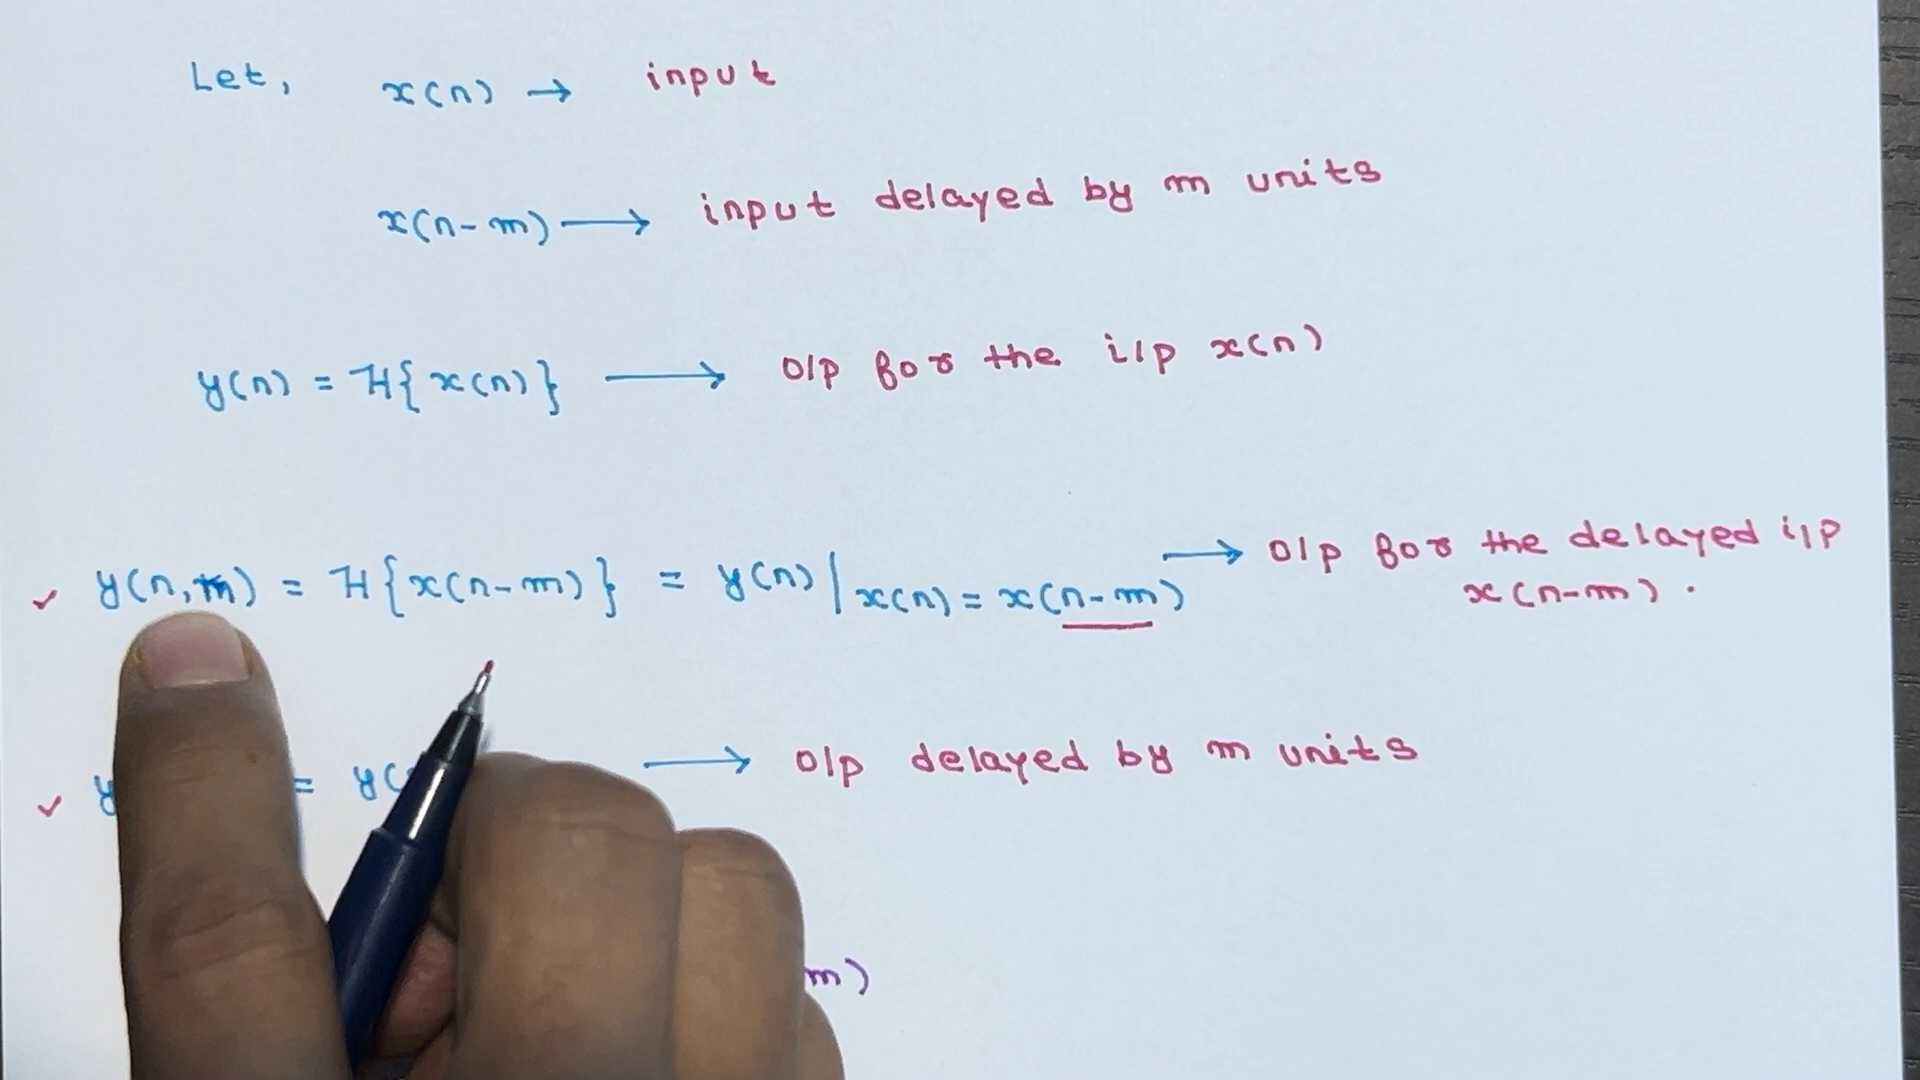 Let, x(n) → input
x(n-m) → input delayed by m units
y(n) = H{x(n)} → o/p for the i/p x(n)
✓ y(n,m) = H{x(n-m)} = y(n)|x(n)=x(n-m) → o/p for the delayed i/p
x(n-m).
✓ y = y( → o/p delayed by m units
m)